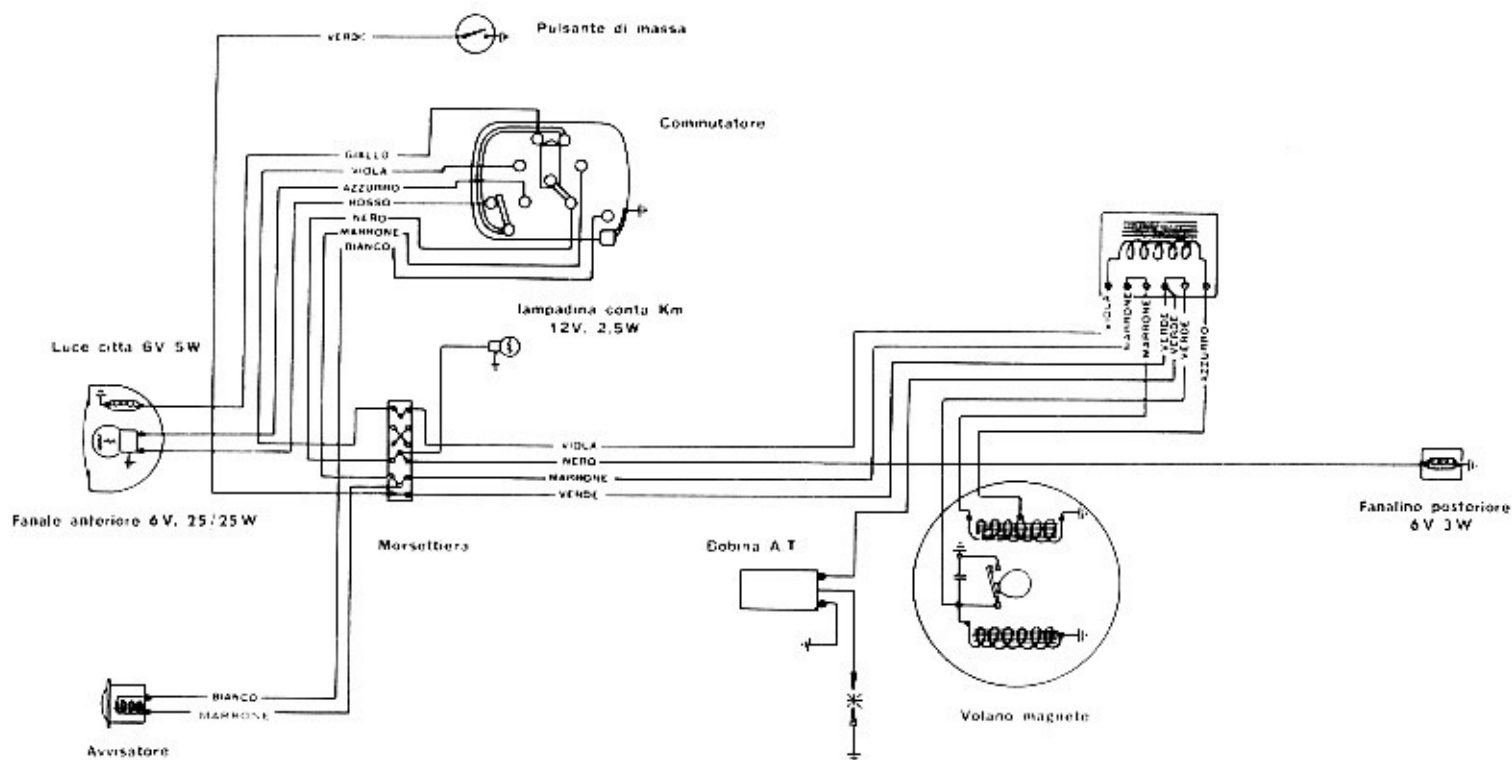 VERDE
Pulsante di massa
Commutatore
GIALLO
VIOLA
AZZURRO
ROSSO
NERO
MARRONE
BIANCO
lampadina conta Km
12V. 2,5W
Luce citta 6V 5W
VIOLA
MARRONE
MARRONE
VERDE
VERDE
VERDE
AZZURRO
VIOLA
NERO
MARRONE
VERDE
Fanale anteriore 6V. 25/25W
Morsettiera
Bobina A.T
Fanalino posteriore
6V 3W
BIANCO
MARRONE
Volano magnete
Avvisatore